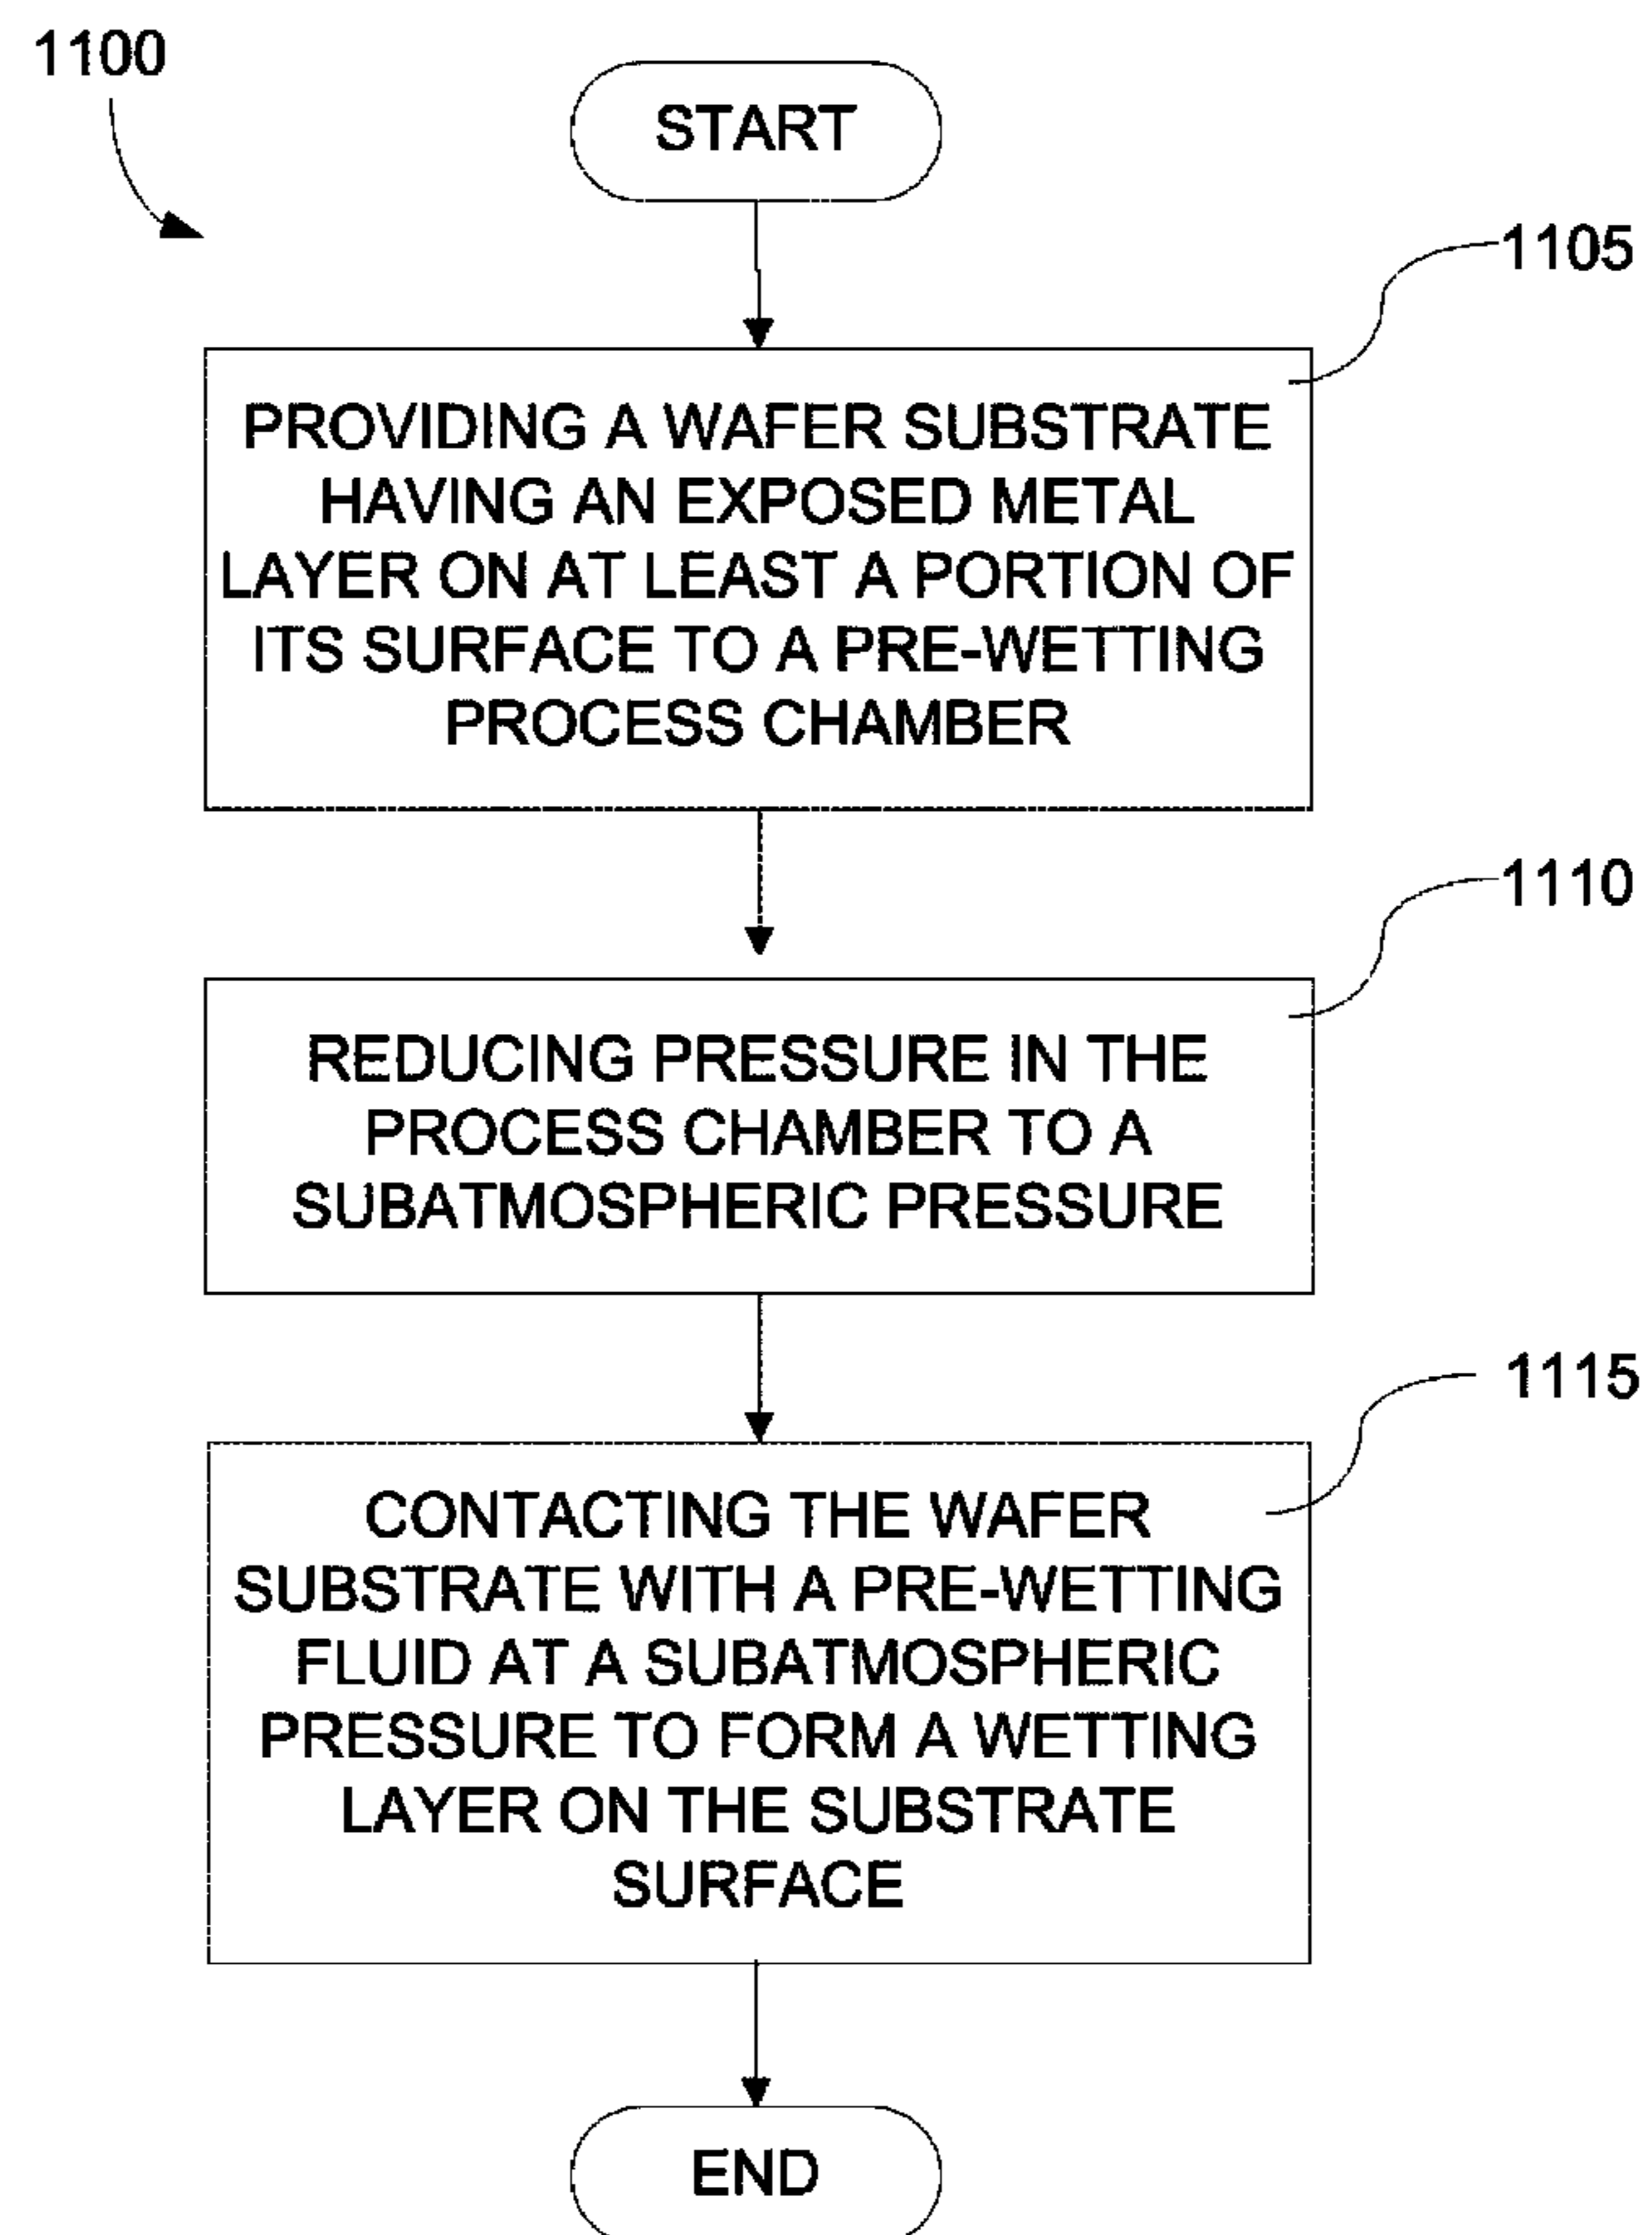 1100
START
1105
PROVIDING A WAFER SUBSTRATE
HAVING AN EXPOSED METAL
LAYER ON AT LEAST A PORTION OF
ITS SURFACE TO A PRE-WETTING
PROCESS CHAMBER
1110
REDUCING PRESSURE IN THE
PROCESS CHAMBER TO A
SUBATMOSPHERIC PRESSURE
1115
CONTACTING THE WAFER
SUBSTRATE WITH A PRE-WETTING
FLUID AT A SUBATMOSPHERIC
PRESSURE TO FORM A WETTING
LAYER ON THE SUBSTRATE
SURFACE
END